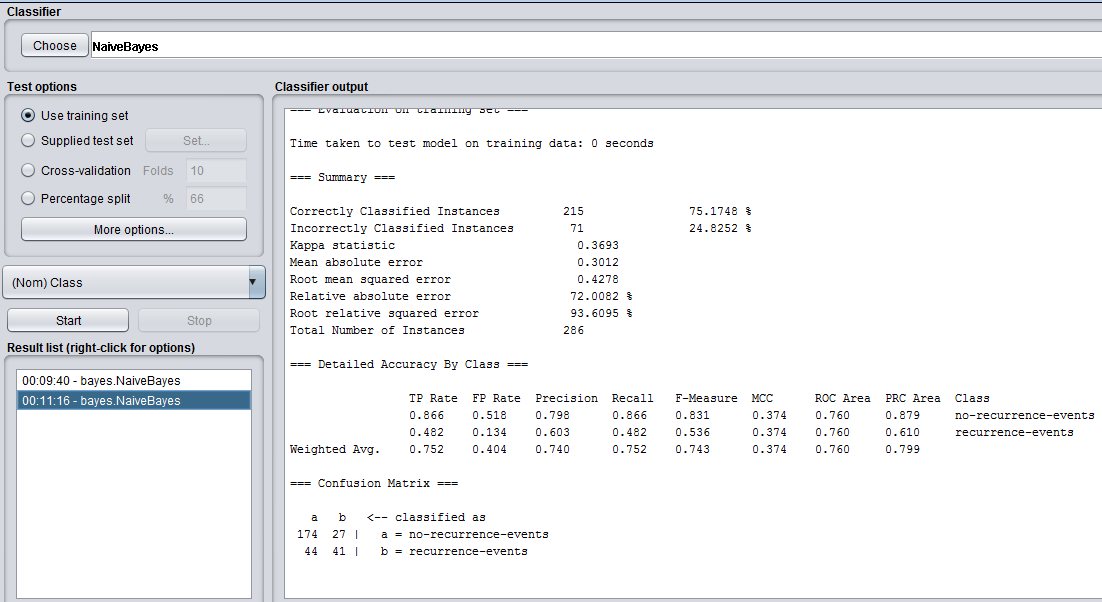 Classifier
Choose NaiveBayes
Test options
Use training set
Supplied test set Set...
Cross-validation Folds 10
Percentage split % 66
More options...
(Nom) Class
Start Stop
Result list (right-click for options)
00:09:40 - bayes.NaiveBayes
00:11:16 - bayes.NaiveBayes
Classifier output
=== Evaluation on training set ===
Time taken to test model on training data: 0 seconds
=== Summary ===
Correctly Classified Instances 215 75.1748 %
Incorrectly Classified Instances 71 24.8252 %
Kappa statistic 0.3693
Mean absolute error 0.3012
Root mean squared error 0.4278
Relative absolute error 72.0082 %
Root relative squared error 93.6095 %
Total Number of Instances 286
=== Detailed Accuracy By Class ===
TP Rate FP Rate Precision Recall F-Measure MCC ROC Area PRC Area Class
0.866 0.518 0.798 0.866 0.831 0.374 0.760 0.879 no-recurrence-events
0.482 0.134 0.603 0.482 0.536 0.374 0.760 0.610 recurrence-events
Weighted Avg. 0.752 0.404 0.740 0.752 0.743 0.374 0.760 0.799
=== Confusion Matrix ===
a b <-- classified as
174 27 | a = no-recurrence-events
44 41 | b = recurrence-events